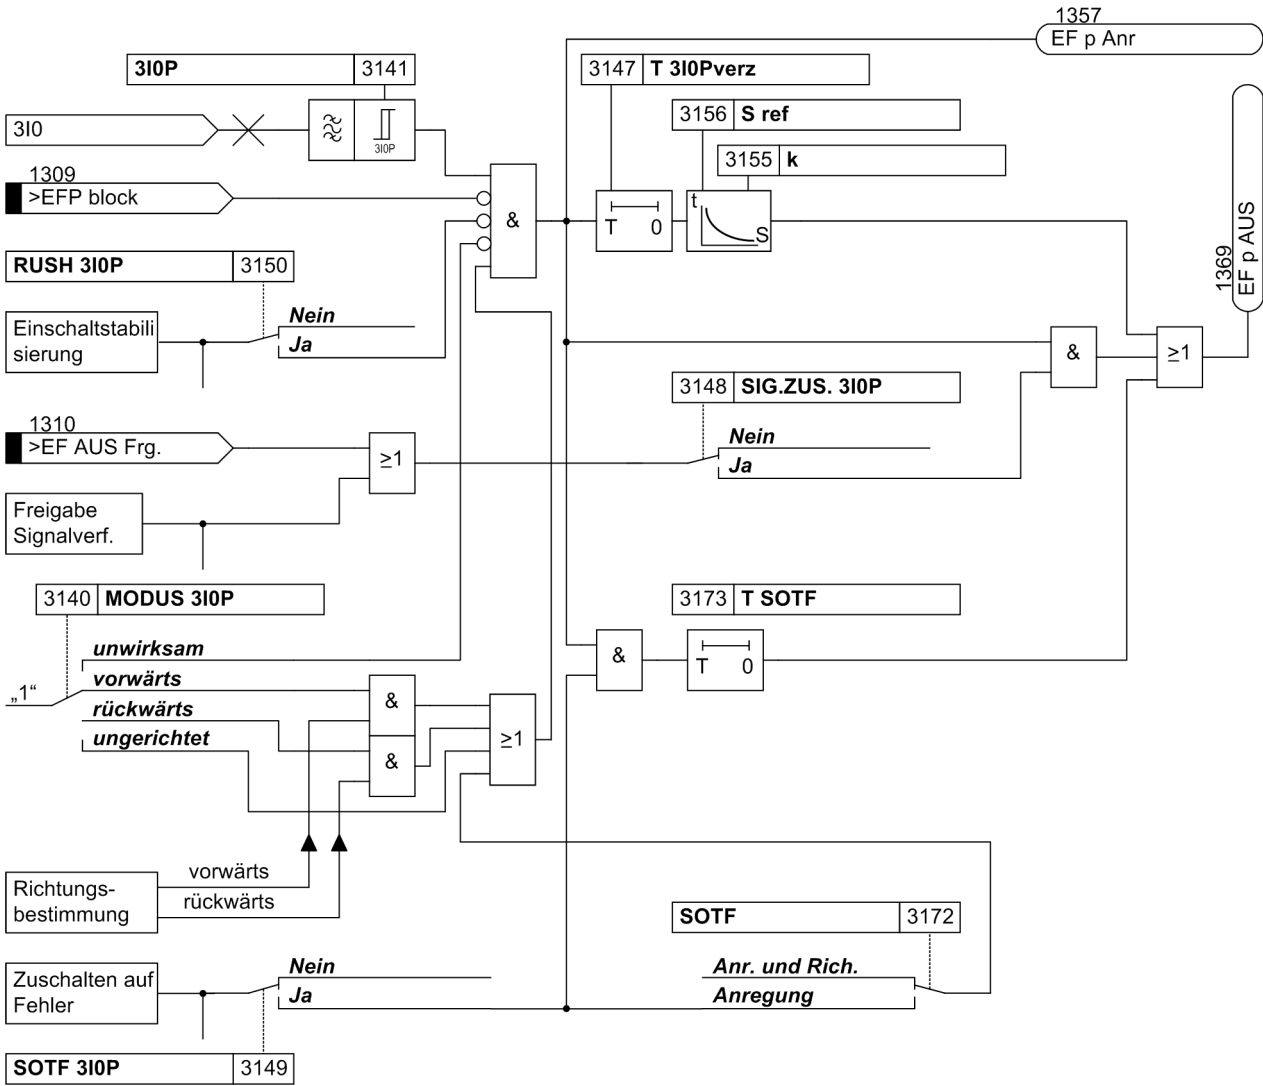 1357
EF p Anr
3I0P 3141
3147 T 3I0Pverz
3156 S ref
3I0
3I0P
3155 k
1309
>EFP block
&
T 0
t
S
1369
EF p AUS
RUSH 3I0P 3150
Einschaltstabili
sierung
Nein
Ja
&
≥1
3148 SIG.ZUS. 3I0P
1310
>EF AUS Frg.
≥1
Nein
Ja
Freigabe
Signalverf.
3140 MODUS 3I0P
3173 T SOTF
unwirksam
&
T 0
„1“
vorwärts
&
rückwärts
ungerichtet
≥1
&
Richtungs-
bestimmung
vorwärts
rückwärts
SOTF 3172
Zuschalten auf
Fehler
Nein
Ja
Anr. und Rich.
Anregung
SOTF 3I0P 3149